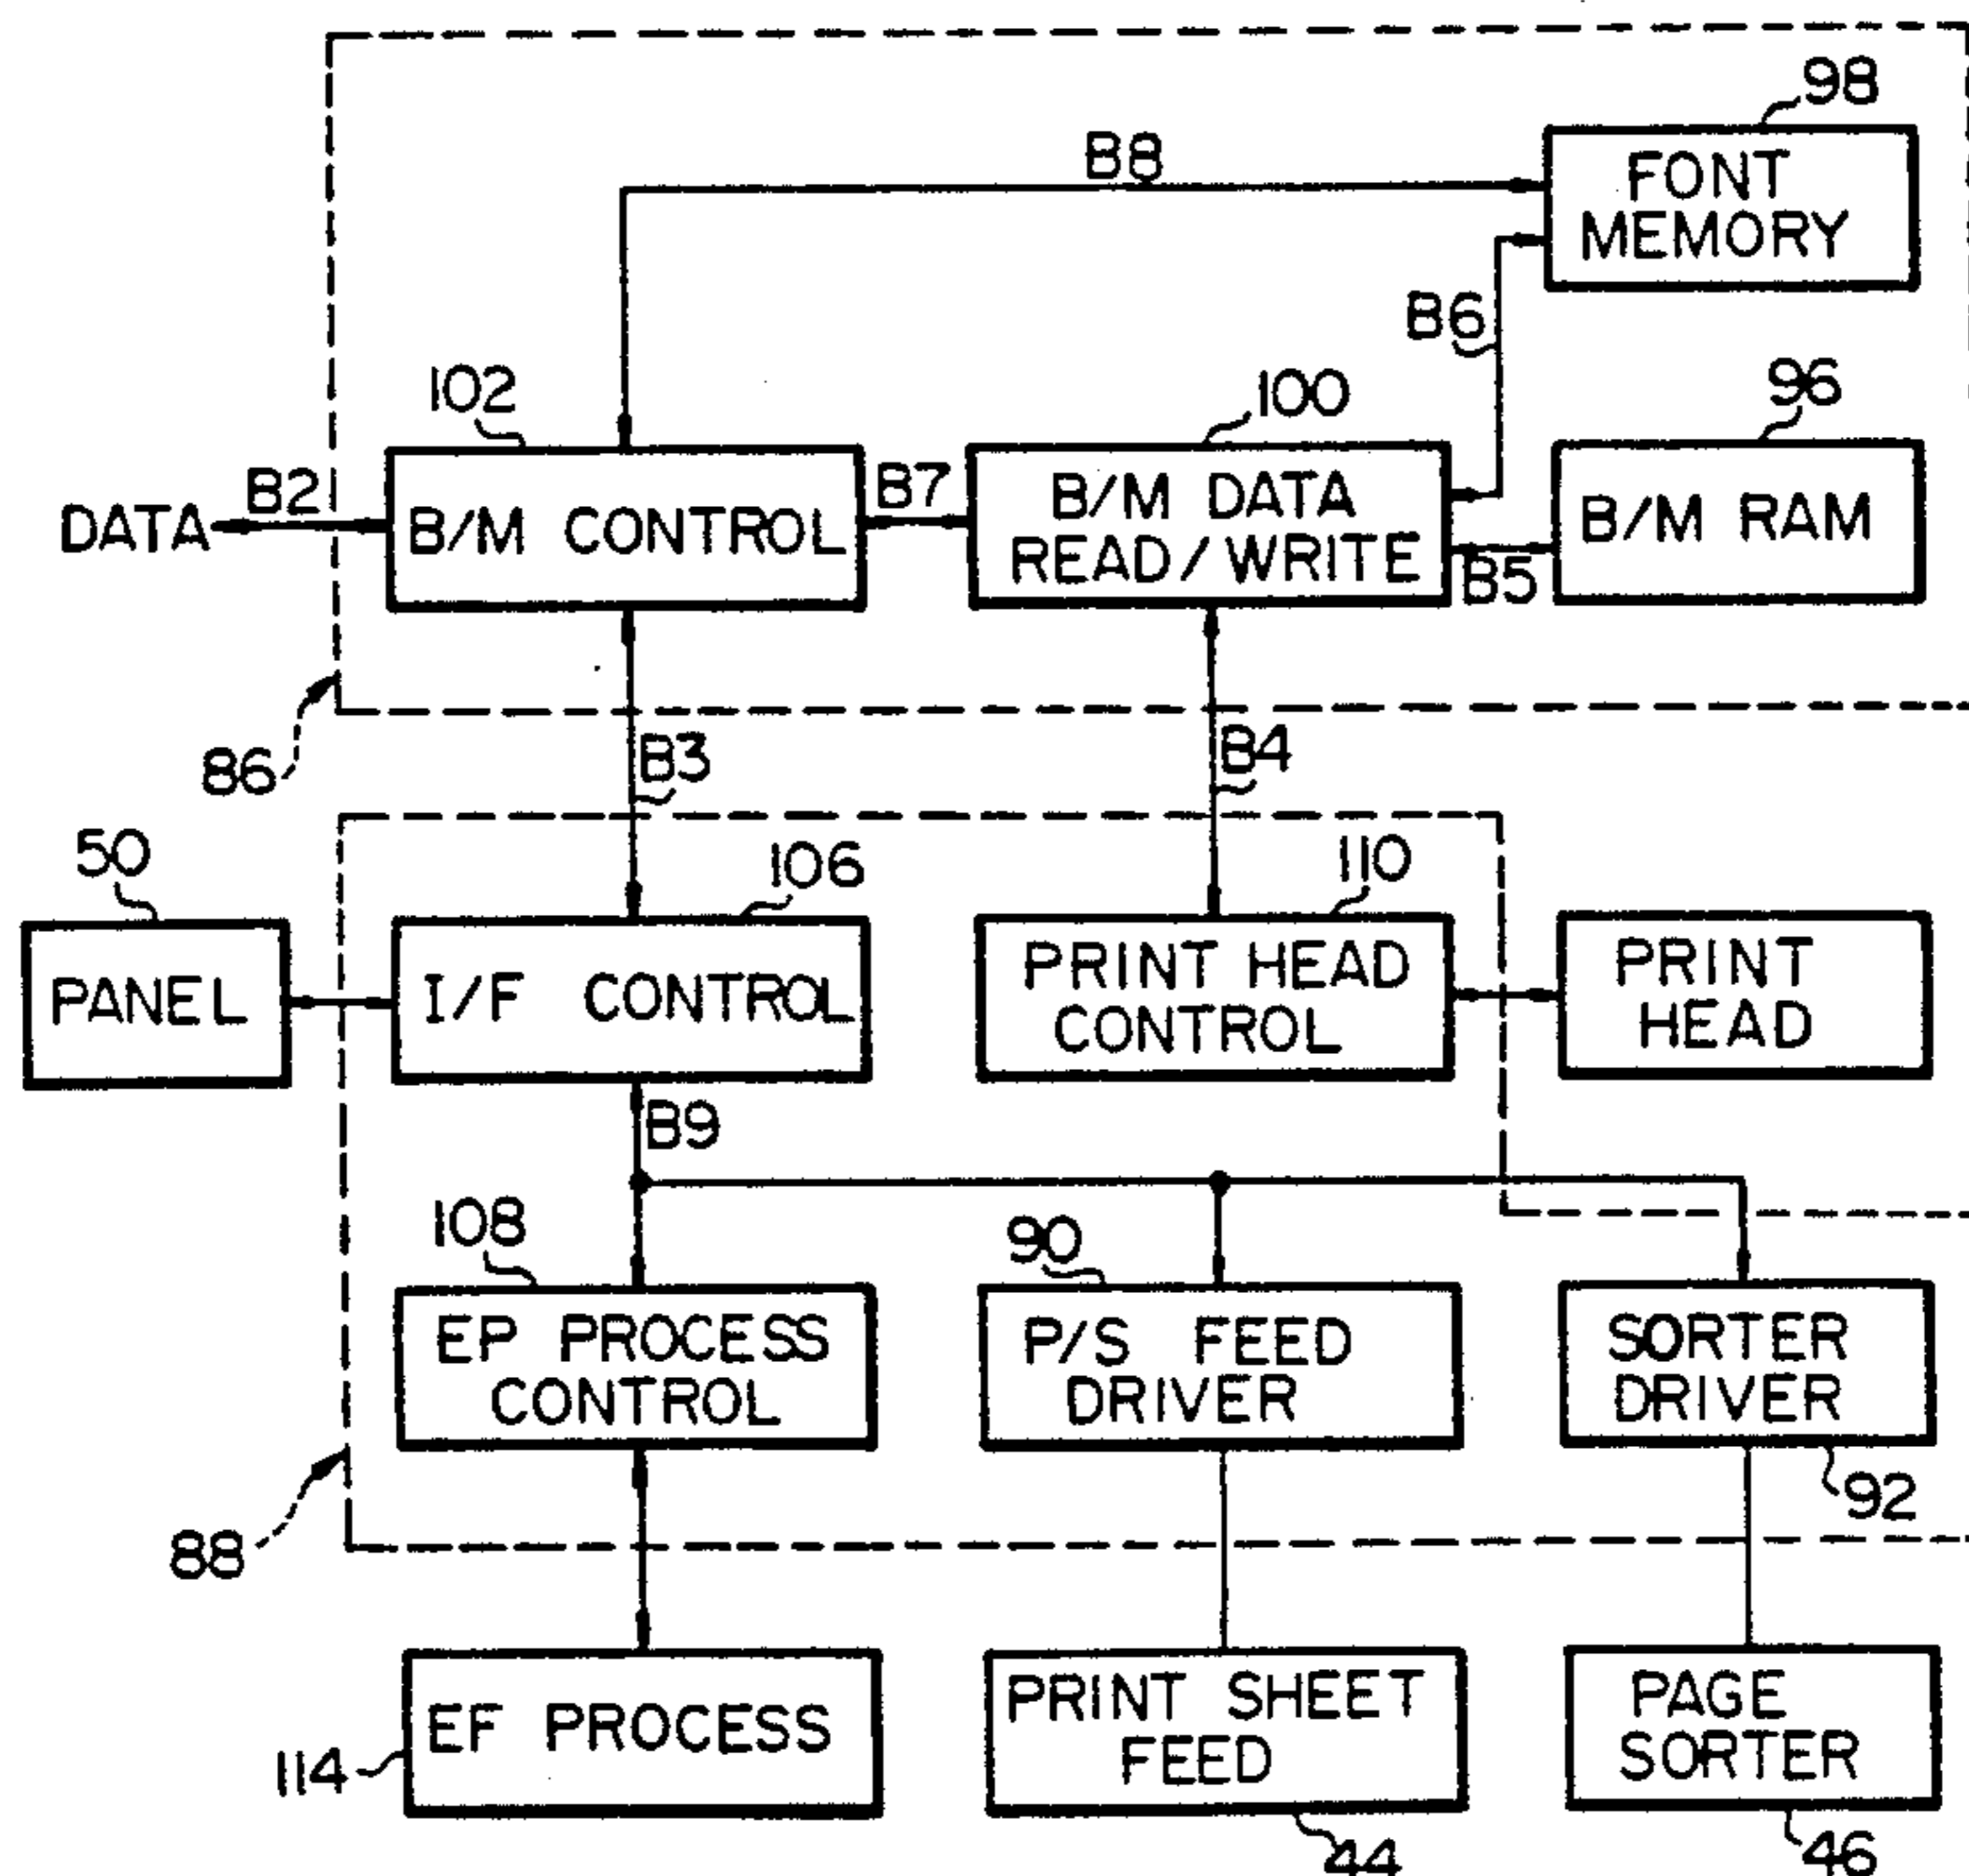 98
B8
FONT
MEMORY
B6
102
100
96
B2
DATA
B/M CONTROL
B7
B/M DATA
READ/WRITE
B5
B/M RAM
86
B3
B4
50
106
110
PANEL
I/F CONTROL
PRINT HEAD
CONTROL
PRINT
HEAD
B9
108
90
EP PROCESS
CONTROL
P/S FEED
DRIVER
SORTER
DRIVER
92
88
EF PROCESS
114
PRINT SHEET
FEED
44
PAGE
SORTER
46